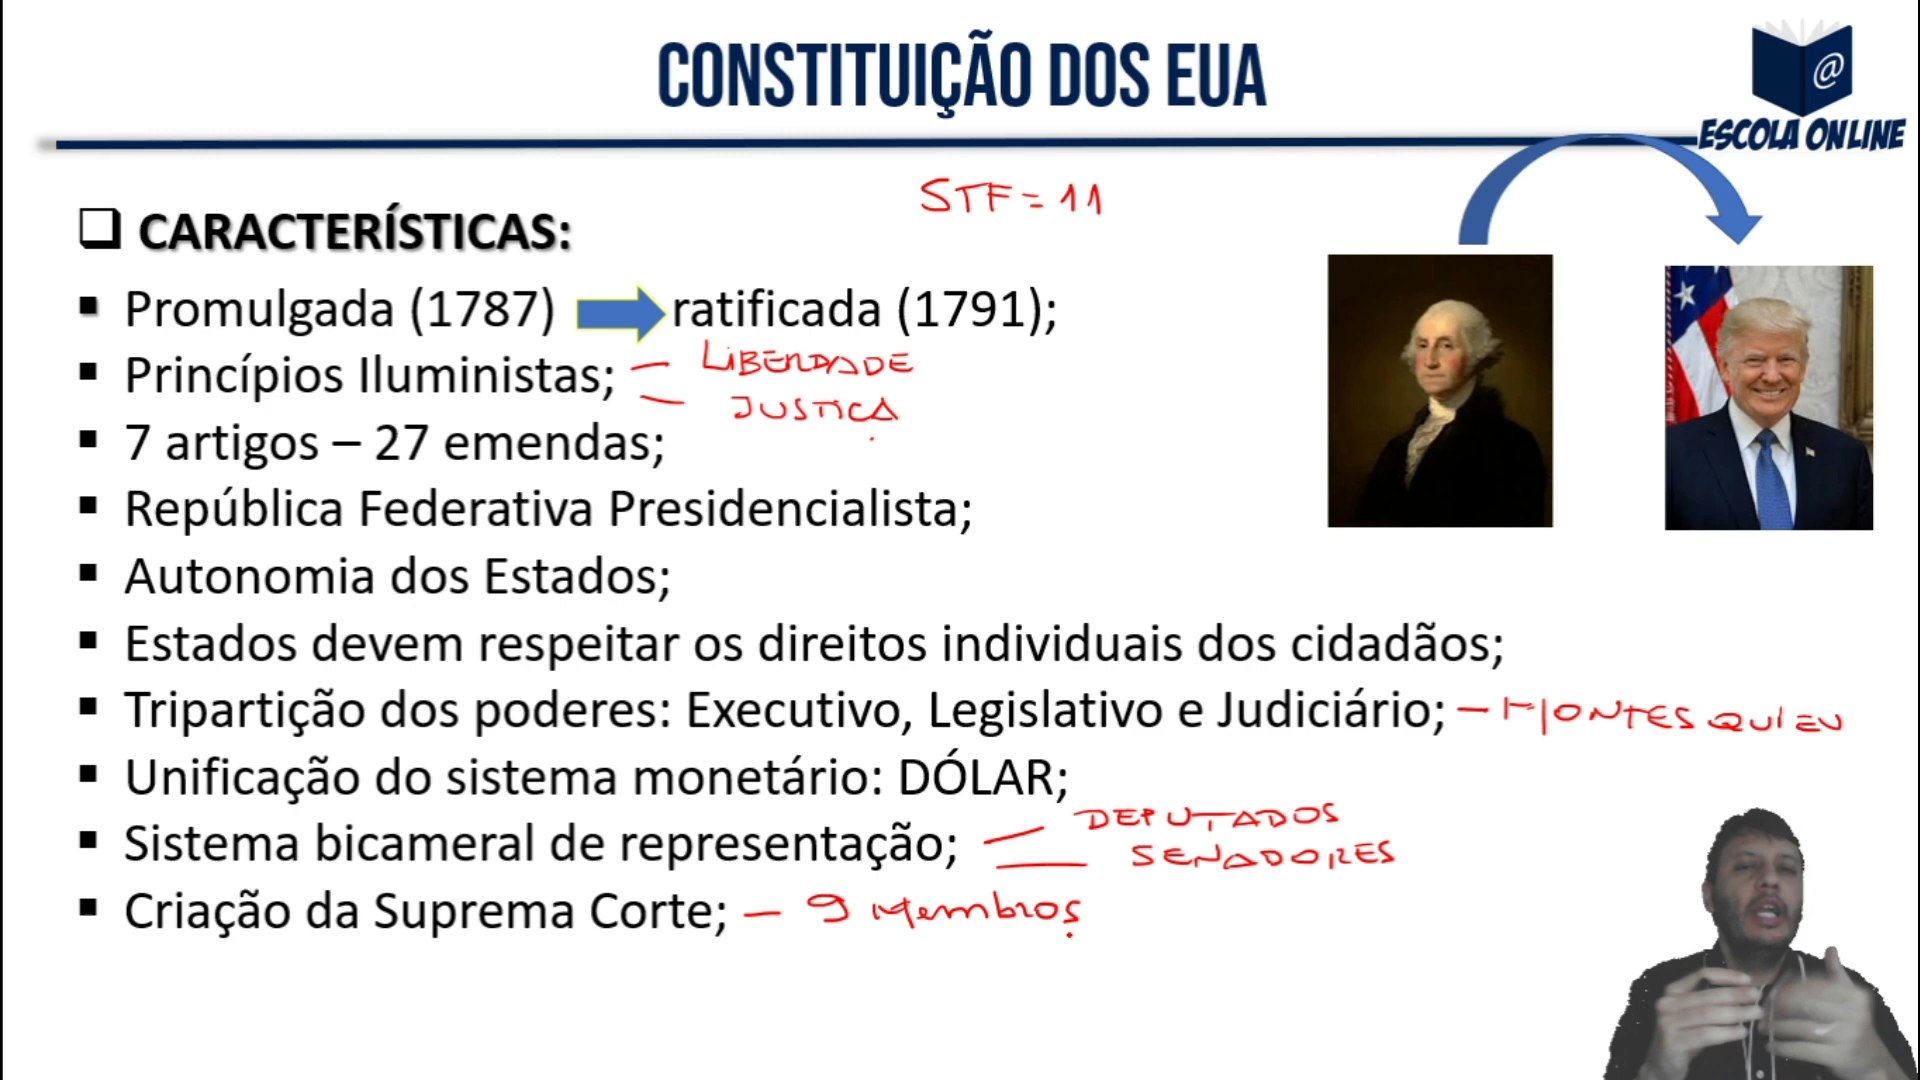 CONSTITUIÇÃO DOS EUA
@
ESCOLA ONLINE
STF = 11
CARACTERÍSTICAS:
Promulgada (1787) ratificada (1791);
Princípios Iluministas; - LIBERDADE
- JUSTIÇA
7 artigos – 27 emendas;
República Federativa Presidencialista;
Autonomia dos Estados;
Estados devem respeitar os direitos individuais dos cidadãos;
Tripartição dos poderes: Executivo, Legislativo e Judiciário; - MONTESQUIEU
Unificação do sistema monetário: DÓLAR;
Sistema bicameral de representação; - DEPUTADOS
- SENADORES
Criação da Suprema Corte; - 9 Membros